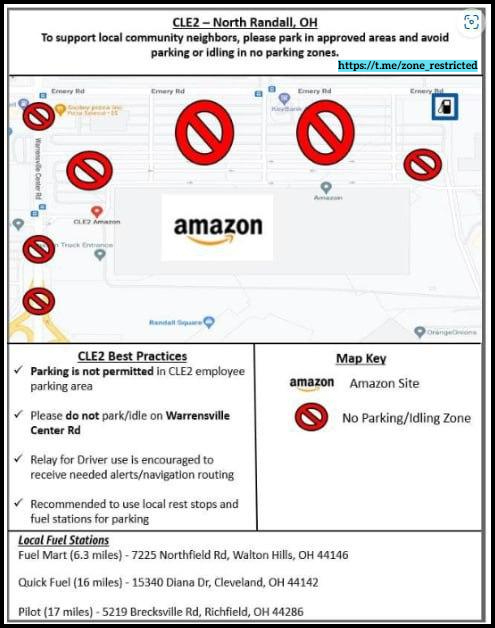 CLE2 – North Randall, OH
To support local community neighbors, please park in approved areas and avoid
parking or idling in no parking zones.
https://t.me/zone_restricted
Emery Rd
Emery Rd
Emery Rd
Emery Rd
KeyBank
Warrensville Center Rd
Amazon
CLE2 Amazon
amazon
Truck Entrance
Randall Square
OrangeOnions
CLE2 Best Practices
✓ Parking is not permitted in CLE2 employee
parking area
✓ Please do not park/idle on Warrensville
Center Rd
✓ Relay for Driver use is encouraged to
receive needed alerts/navigation routing
✓ Recommended to use local rest stops and
fuel stations for parking
Map Key
amazon Amazon Site
No Parking/Idling Zone
Local Fuel Stations
Fuel Mart (6.3 miles) - 7225 Northfield Rd, Walton Hills, OH 44146
Quick Fuel (16 miles) - 15340 Diana Dr, Cleveland, OH 44142
Pilot (17 miles) - 5219 Brecksville Rd, Richfield, OH 44286